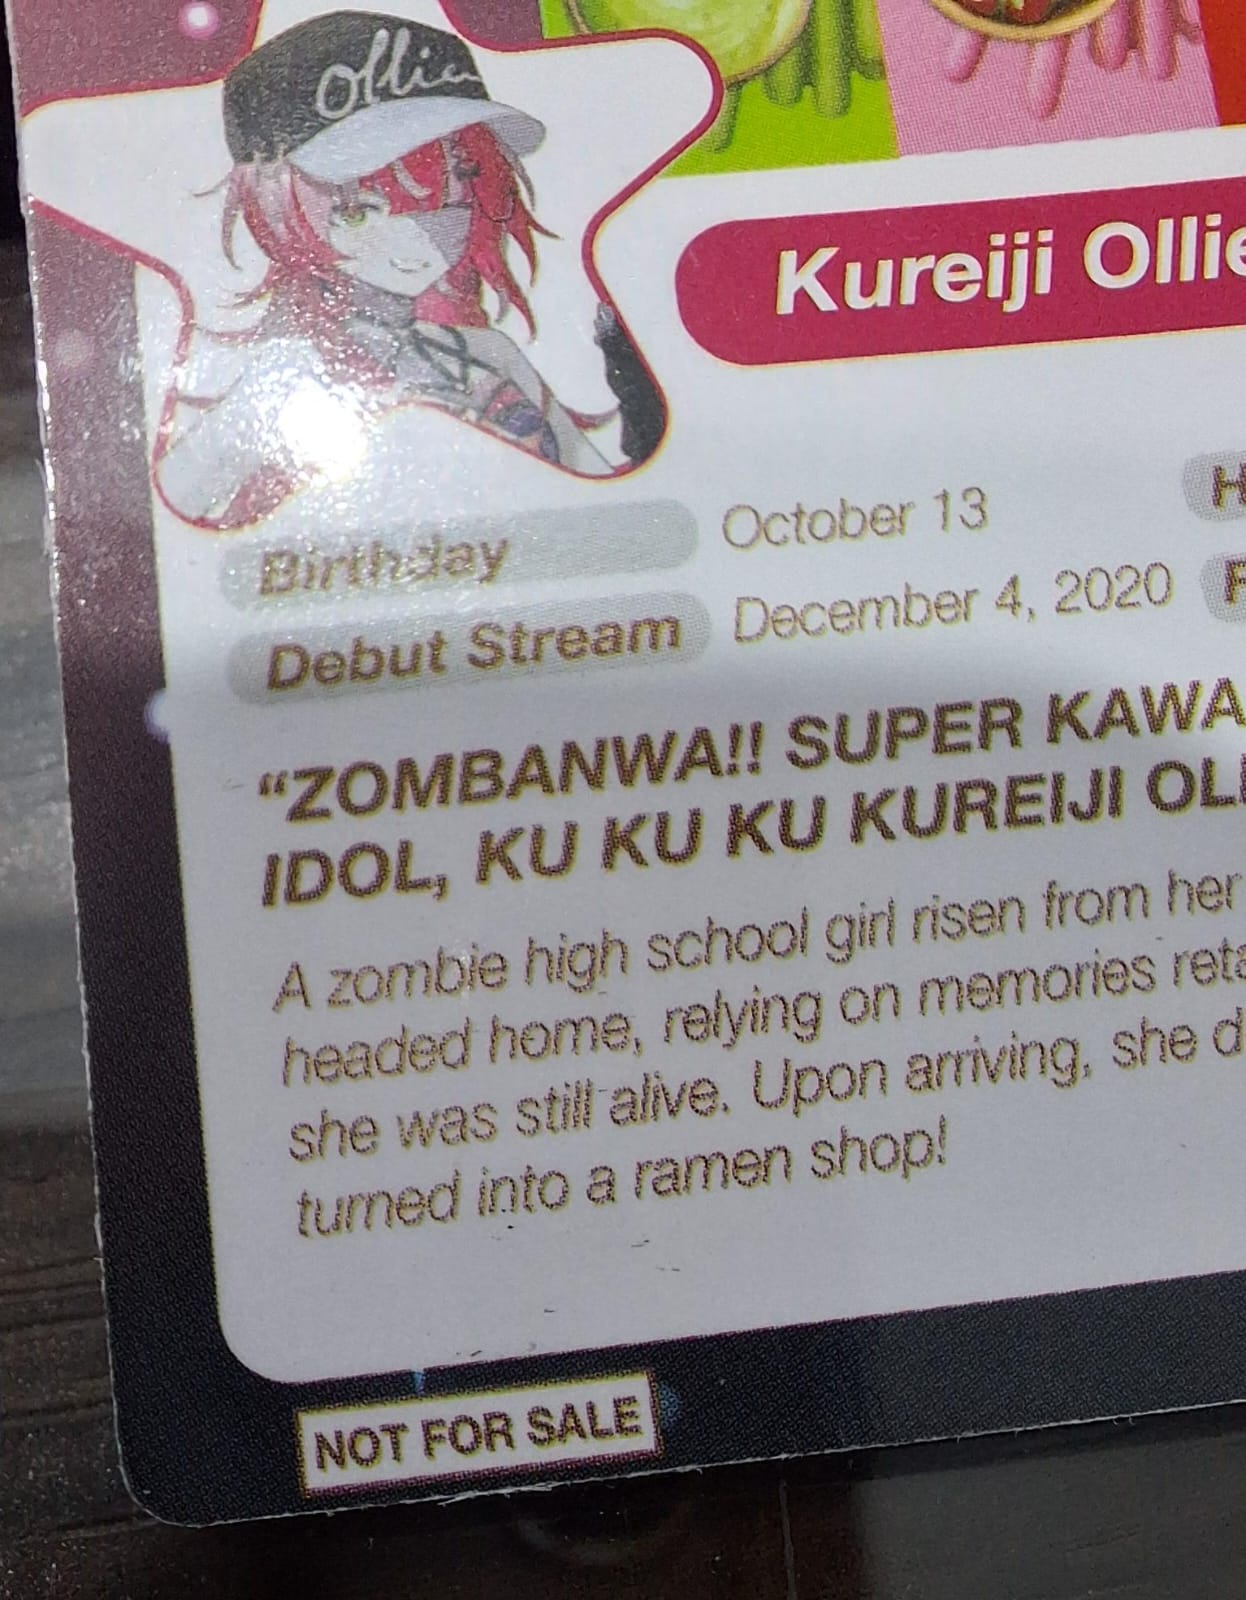 Ollie
Kureiji Ollie
Birthday October 13 H
Debut Stream December 4, 2020 F
“ZOMBANWA!! SUPER KAWA
IDOL, KU KU KU KUREIJI OLL
A zombie high school girl risen from her
headed home, relying on memories reta
she was still alive. Upon arriving, she d
turned into a ramen shop!
NOT FOR SALE